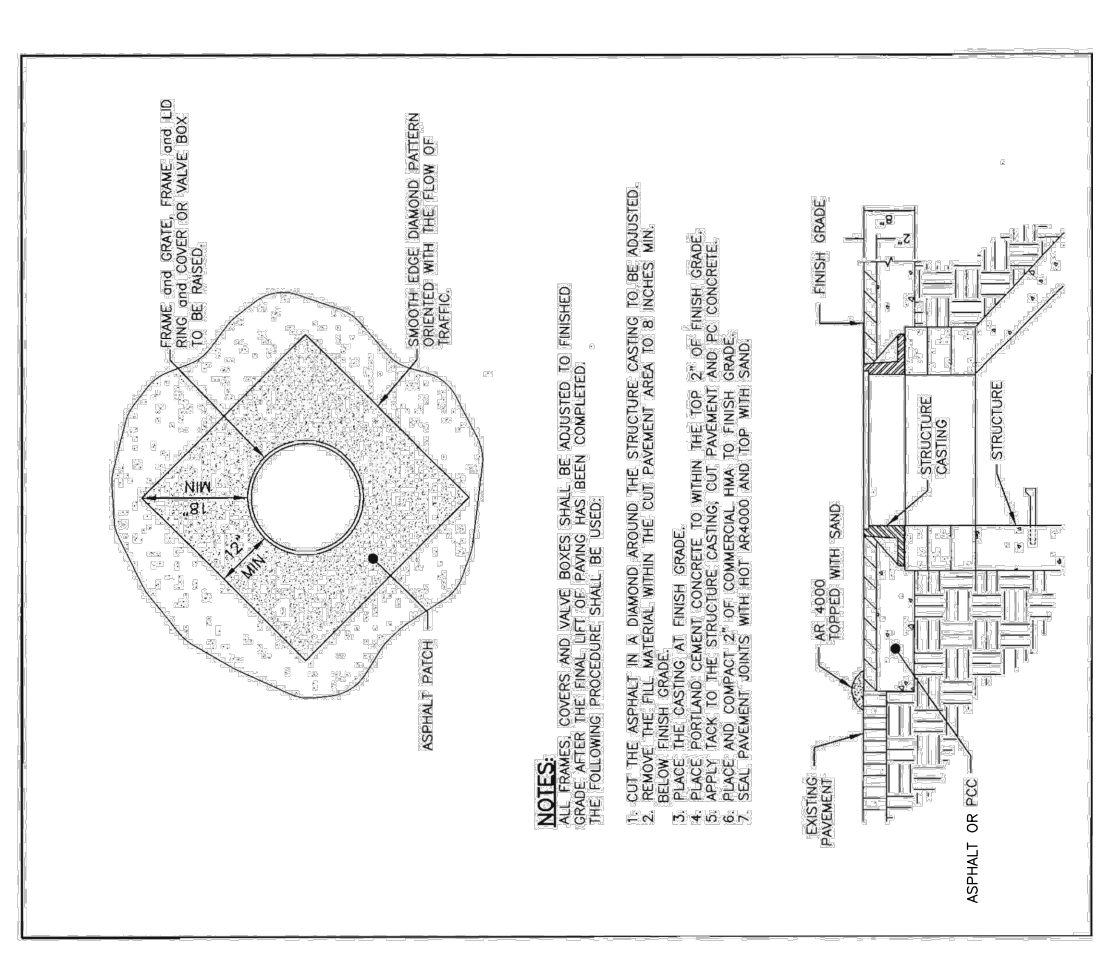 FRAME and GRATE, FRAME and LID
RING and COVER OR VALVE BOX
TO BE RAISED.
SMOOTH EDGE DIAMOND PATTERN
ORIENTED WITH THE FLOW OF
TRAFFIC.
18"
MIN
12"
MIN
ASPHALT PATCH
NOTES:
ALL FRAMES, COVERS AND VALVE BOXES SHALL BE ADJUSTED TO FINISHED
GRADE AFTER THE FINAL LIFT OF PAVING HAS BEEN COMPLETED.
THE FOLLOWING PROCEDURE SHALL BE USED:
1. CUT THE ASPHALT IN A DIAMOND AROUND THE STRUCTURE CASTING TO BE ADJUSTED.
2. REMOVE THE FILL MATERIAL WITHIN THE CUT PAVEMENT AREA TO 8 INCHES MIN.
BELOW FINISH GRADE.
3. PLACE THE CASTING AT FINISH GRADE.
4. PLACE PORTLAND CEMENT CONCRETE TO WITHIN THE TOP 2" OF FINISH GRADE.
5. APPLY TACK TO THE STRUCTURE CASTING, CUT PAVEMENT AND PC CONCRETE.
6. PLACE AND COMPACT 2" OF COMMERCIAL HMA TO FINISH GRADE.
7. SEAL PAVEMENT JOINTS WITH HOT AR4000 AND TOP WITH SAND.
EXISTING
PAVEMENT
AR 4000
TOPPED WITH SAND
FINISH GRADE
2"
8
STRUCTURE
CASTING
STRUCTURE
ASPHALT OR PCC